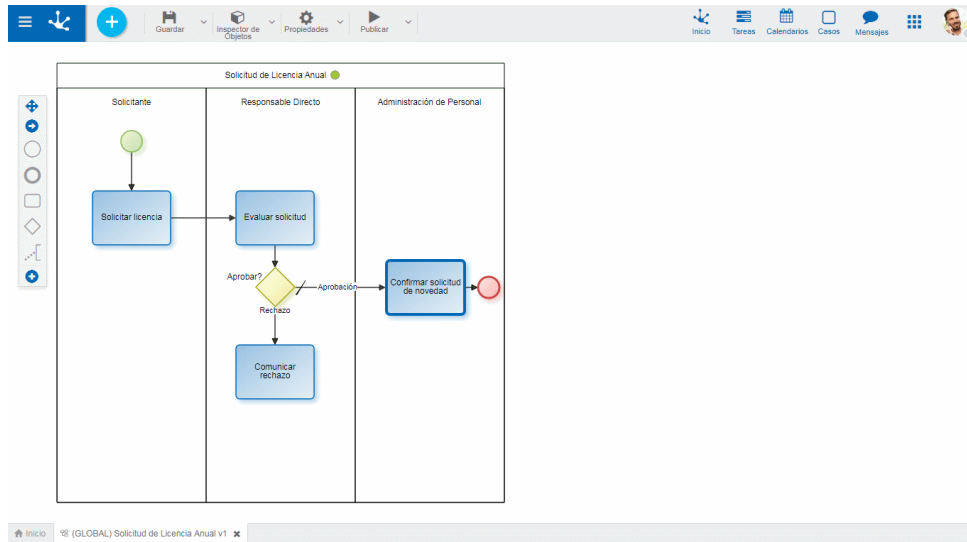 Guardar
Inspector de
Objetos
Propiedades
Publicar
Inicio
Tareas
Calendarios
Casos
Mensajes
Solicitud de Licencia Anual
Solicitante
Responsable Directo
Administración de Personal
Solicitar licencia
Evaluar solicitud
Aprobar?
Aprobación
Confirmar solicitud
de novedad
Rechazo
Comunicar
rechazo
Inicio
(GLOBAL) Solicitud de Licencia Anual v1